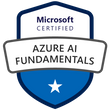 Microsoft
CERTIFIED
AZURE AI
FUNDAMENTALS